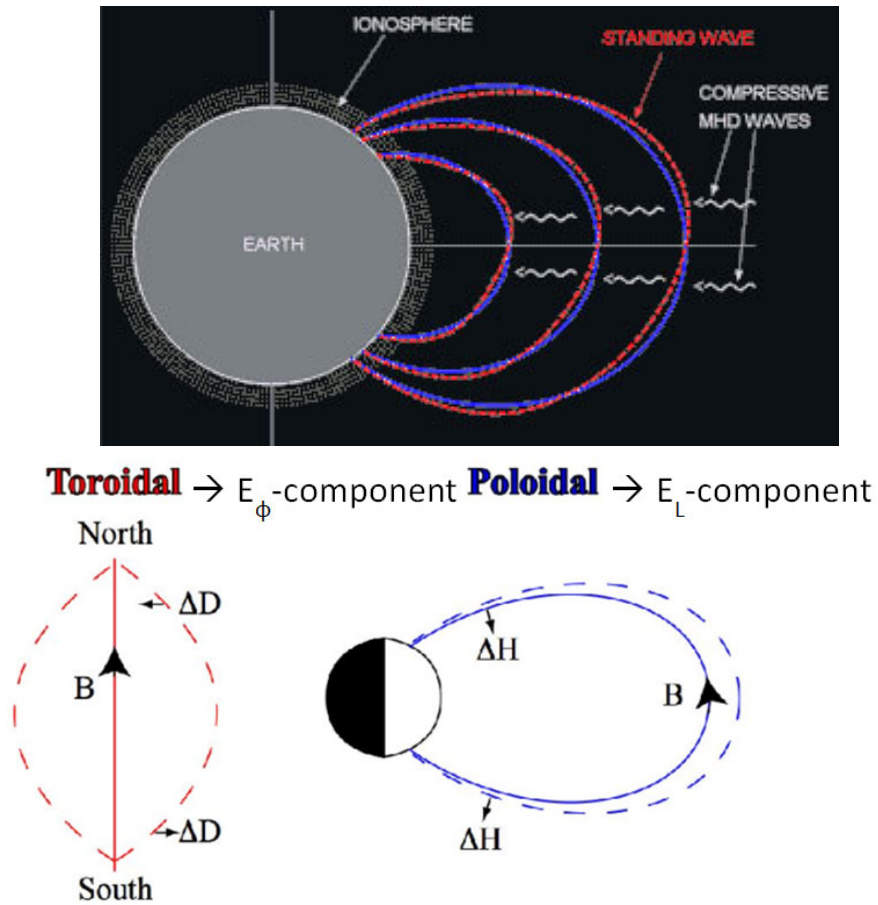 IONOSPHERE
STANDING WAVE
COMPRESSIVE
MHD WAVES
EARTH
Toroidal → Eϕ-component Poloidal → EL-component
North
ΔD
B
ΔD
South
ΔH
B
ΔH